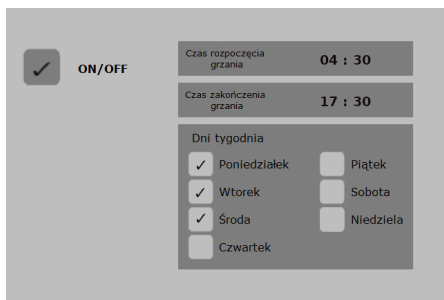 ON/OFF
Czas rozpoczęcia
grzania
04 : 30
Czas zakończenia
grzania
17 : 30
Dni tygodnia
Poniedziałek
Wtorek
Środa
Czwartek
Piątek
Sobota
Niedziela